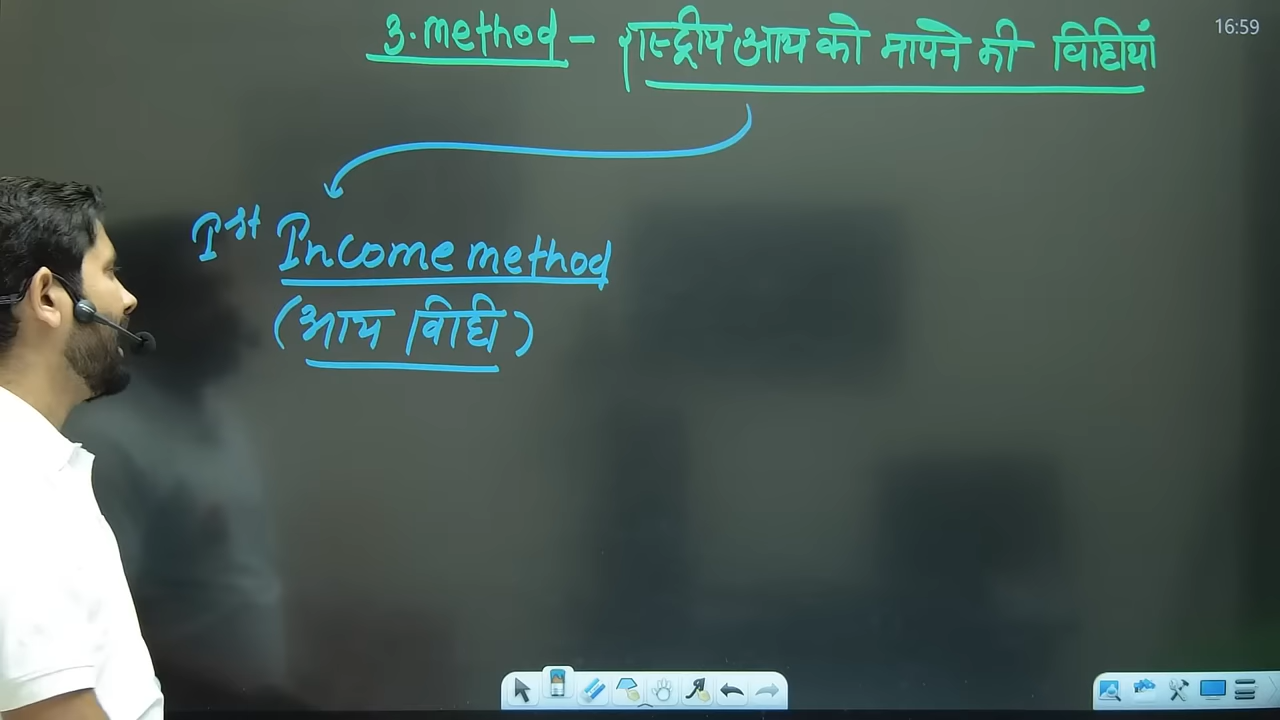 3. method – राष्ट्रीय आय को मापने की विधियां
16:59
Ist Income method
(आय विधि)